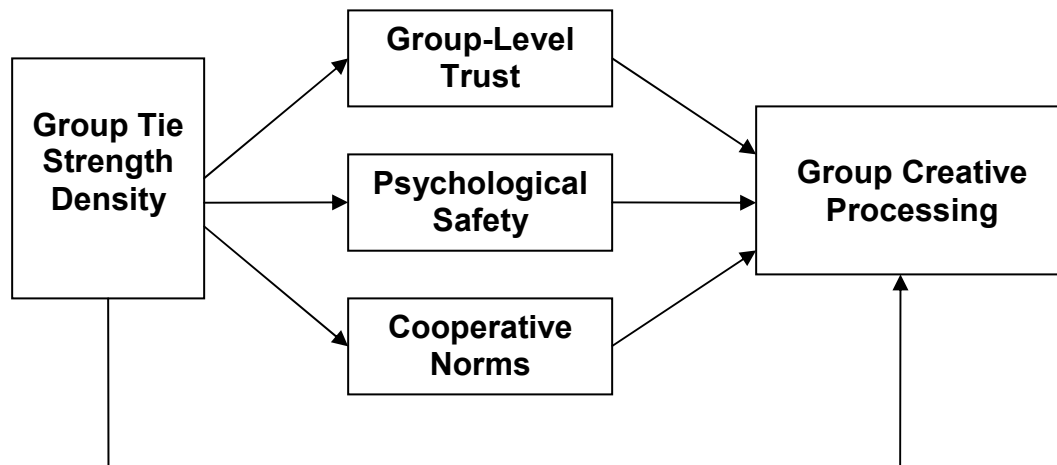 Group Tie
Strength
Density
Group-Level
Trust
Psychological
Safety
Cooperative
Norms
Group Creative
Processing